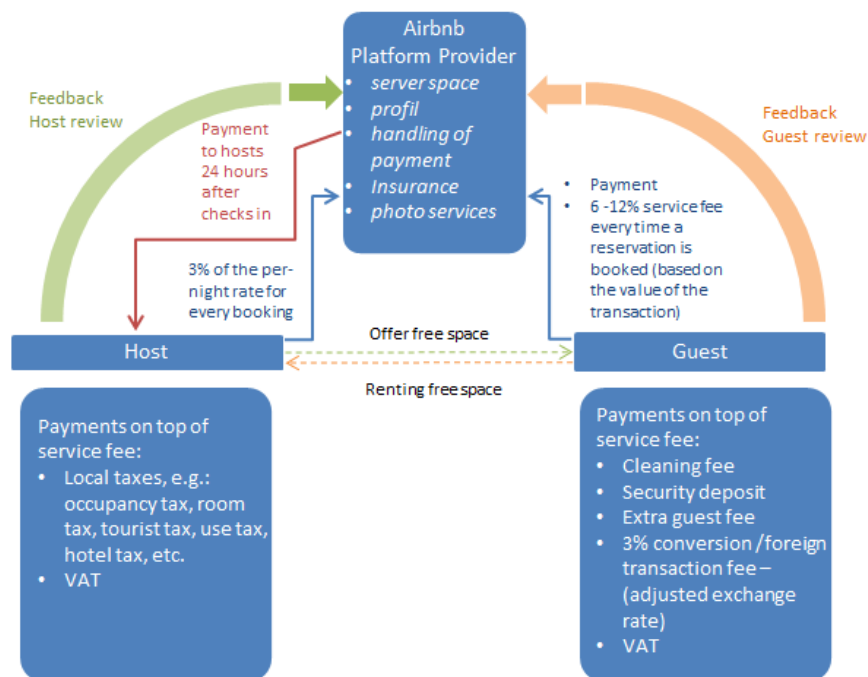 Airbnb
Platform Provider
• server space
• profil
• handling of
payment
• Insurance
• photo services
Feedback
Host review
Payment
to hosts
24 hours
after
checks in
Feedback
Guest review
• Payment
• 6 -12% service fee
every time a
reservation is
booked (based on
the value of the
transaction)
3% of the per-
night rate for
every booking
Host
Offer free space
Renting free space
Guest
Payments on top of
service fee:
• Local taxes, e.g.:
occupancy tax, room
tax, tourist tax, use tax,
hotel tax, etc.
• VAT
Payments on top of
service fee:
• Cleaning fee
• Security deposit
• Extra guest fee
• 3% conversion /foreign
transaction fee –
(adjusted exchange
rate)
• VAT